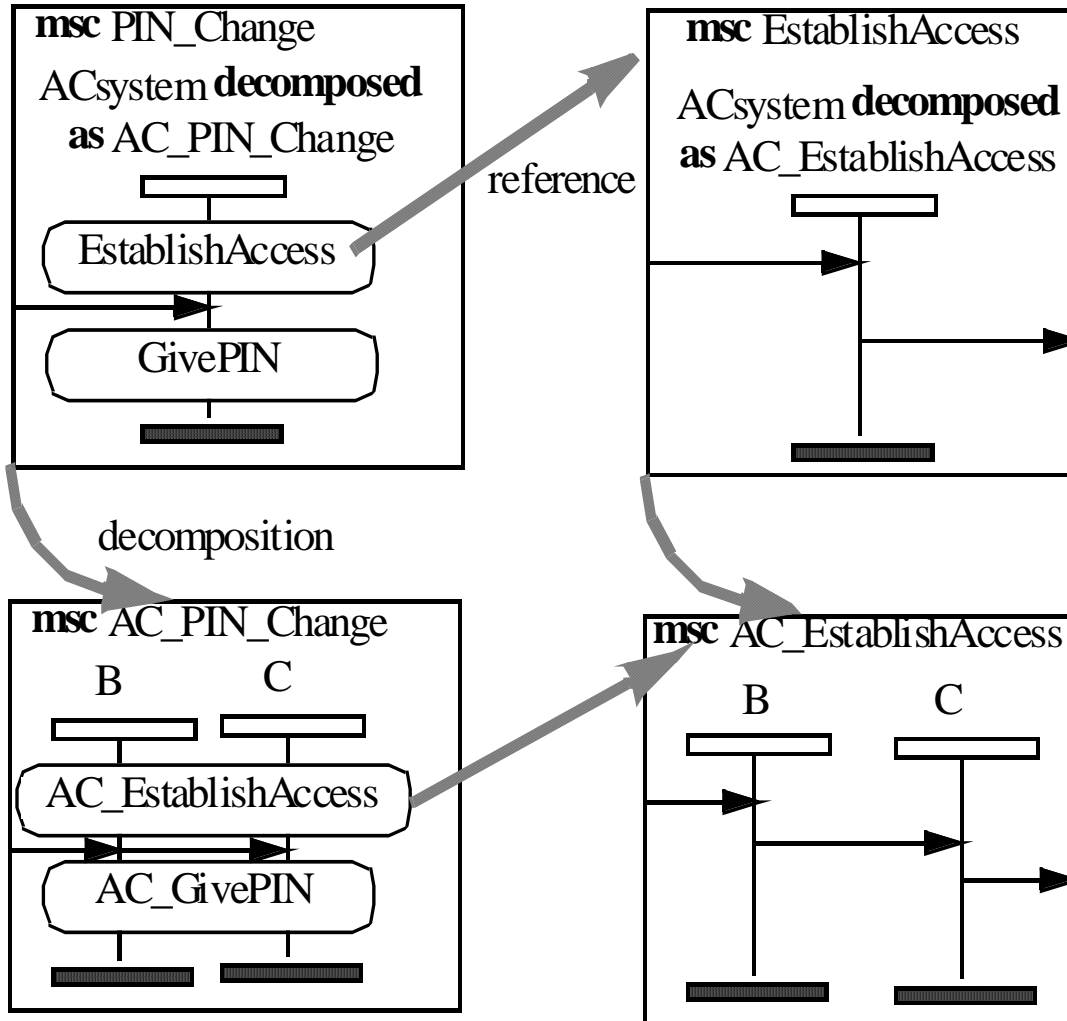 msc PIN_Change
ACsystem decomposed
as AC_PIN_Change
EstablishAccess
GivePIN
reference
msc EstablishAccess
ACsystem decomposed
as AC_EstablishAccess
decomposition
msc AC_PIN_Change
B C
AC_EstablishAccess
AC_GivePIN
msc AC_EstablishAccess
B C